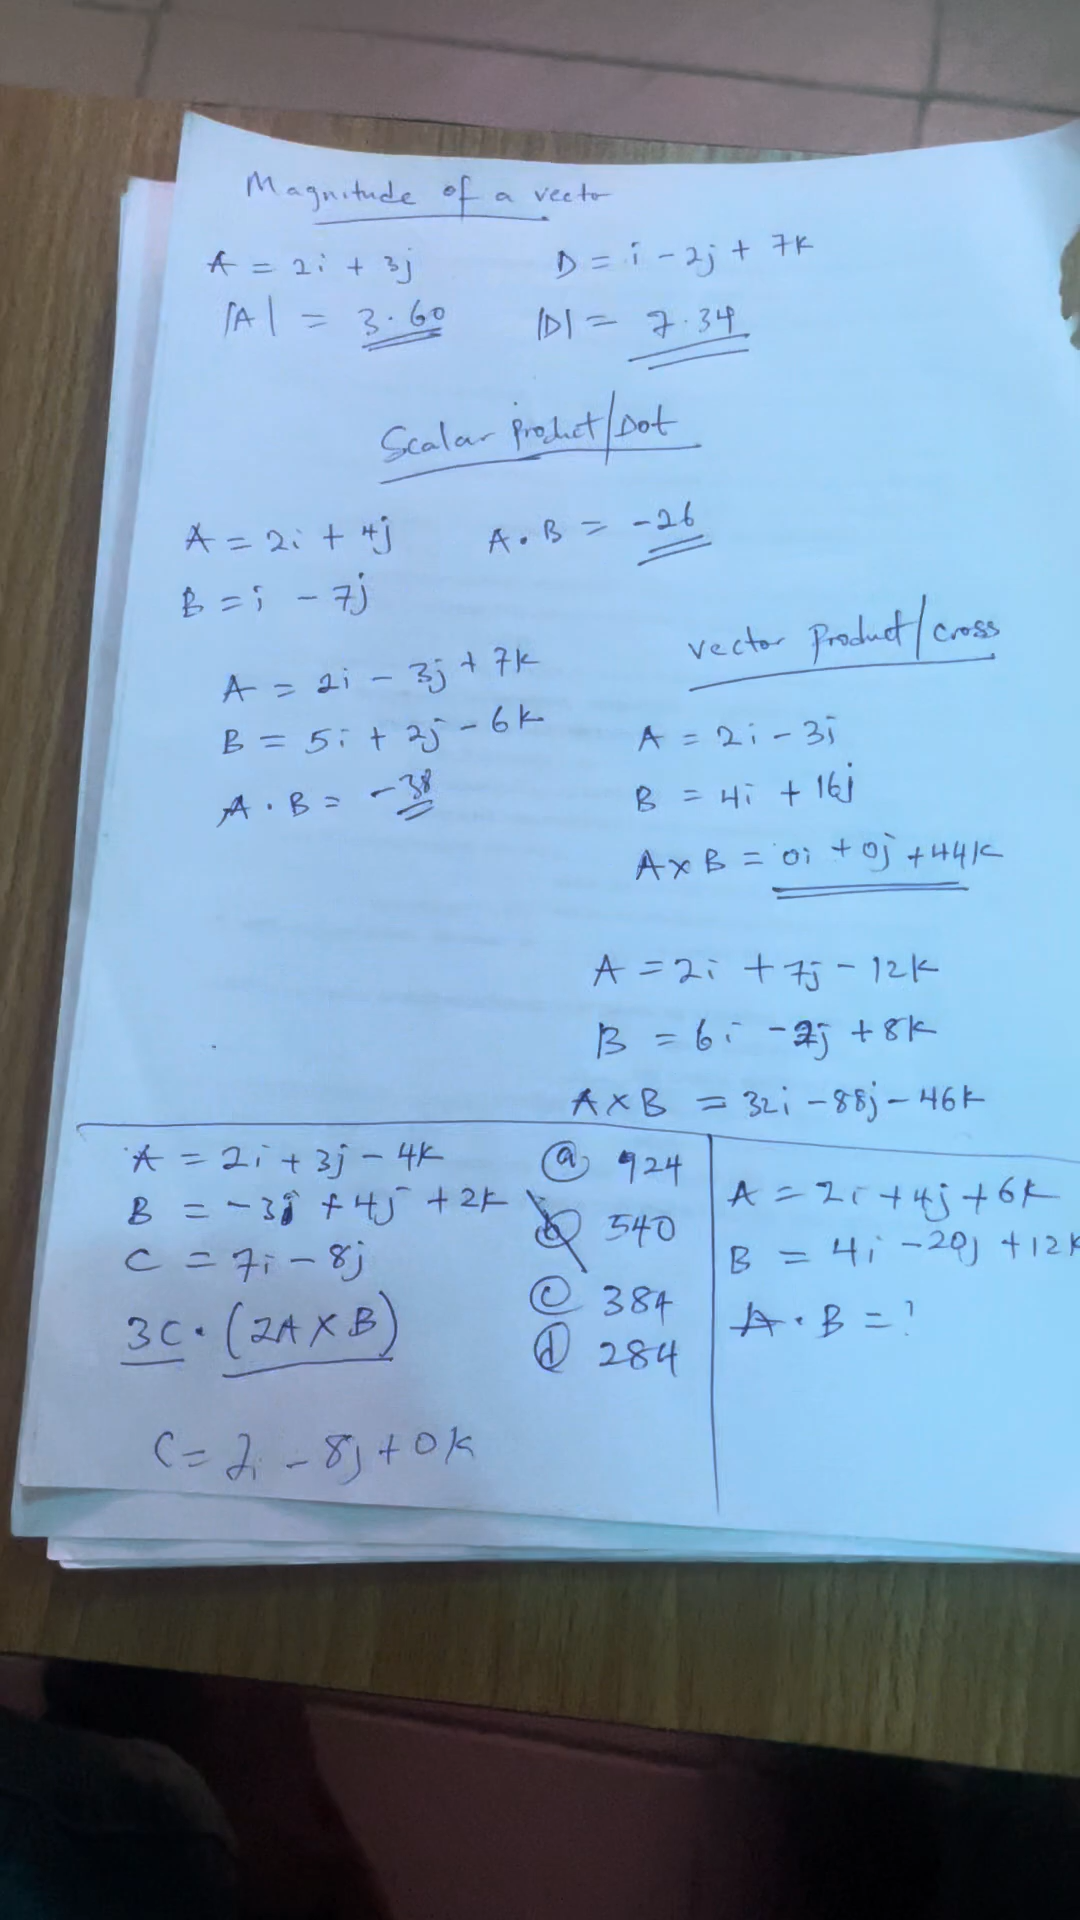 Magnitude of a vector
A = 2i + 3j
|A| = 3.60
D = i - 2j + 7k
|D| = 7.34
Scalar Product/Dot
A = 2i + 4j
B = i - 7j
A . B = -26
A = 2i - 3j + 7k
B = 5i + 2j - 6k
A . B = -38
Vector Product/Cross
A = 2i - 3j
B = 4i + 16j
A x B = 0i + 0j + 44k
A = 2i + 7j - 12k
B = 6i - 2j + 8k
A x B = 32i - 88j - 46k
A = 2i + 3j - 4k
B = -3i + 4j + 2k
C = 7i - 8j
3C . (2A x B)
C = 2i - 8j + 0k
(a) 924
(b) 540
(c) 384
(d) 284
A = 2i + 4j + 6k
B = 4i - 20j + 12k
A . B = ?